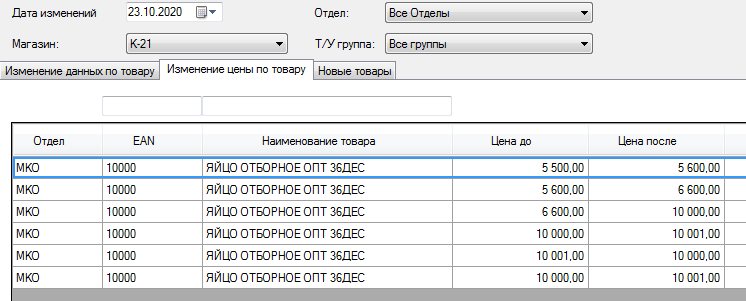 Дата изменений 23.10.2020 Отдел: Все Отделы
Магазин: К-21 Т/У группа: Все группы
Изменение данных по товару Изменение цены по товару Новые товары
Отдел EAN Наименование товара Цена до Цена после
МКО 10000 ЯЙЦО ОТБОРНОЕ ОПТ 36ДЕС 5 500,00 5 600,00
МКО 10000 ЯЙЦО ОТБОРНОЕ ОПТ 36ДЕС 5 600,00 6 600,00
МКО 10000 ЯЙЦО ОТБОРНОЕ ОПТ 36ДЕС 6 600,00 10 000,00
МКО 10000 ЯЙЦО ОТБОРНОЕ ОПТ 36ДЕС 10 000,00 10 001,00
МКО 10000 ЯЙЦО ОТБОРНОЕ ОПТ 36ДЕС 10 001,00 10 000,00
МКО 10000 ЯЙЦО ОТБОРНОЕ ОПТ 36ДЕС 10 000,00 10 001,00